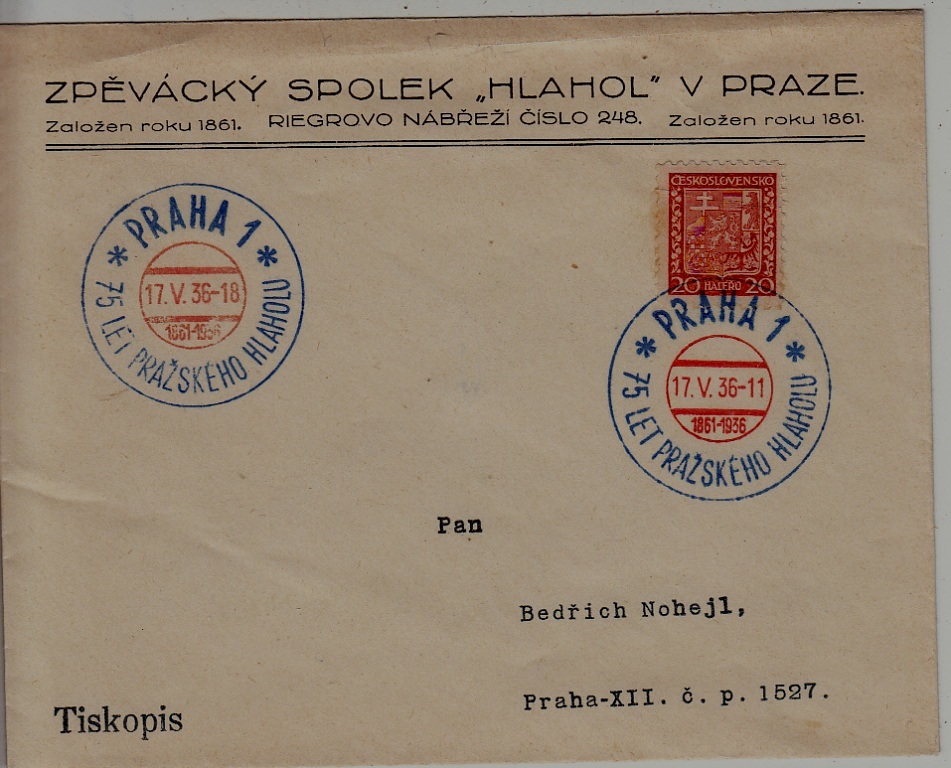 ZPĚVÁCKÝ SPOLEK „HLAHOL" V PRAZE.
Založen roku 1861. RIEGROVO NÁBŘEŽÍ ČÍSLO 248. Založen roku 1861.
PRAHA 1
17. V. 36-18
1861-1936
* 75 LET PRAŽSKÉHO HLAHOLU *
ČESKOSLOVENSKO
20 HALÉŘŮ 20
PRAHA 1
17. V. 36-11
1861-1936
* 75 LET PRAŽSKÉHO HLAHOLU *
Pan
Bedřich Nohejl,
Praha-XII. č. p. 1527.
Tiskopis